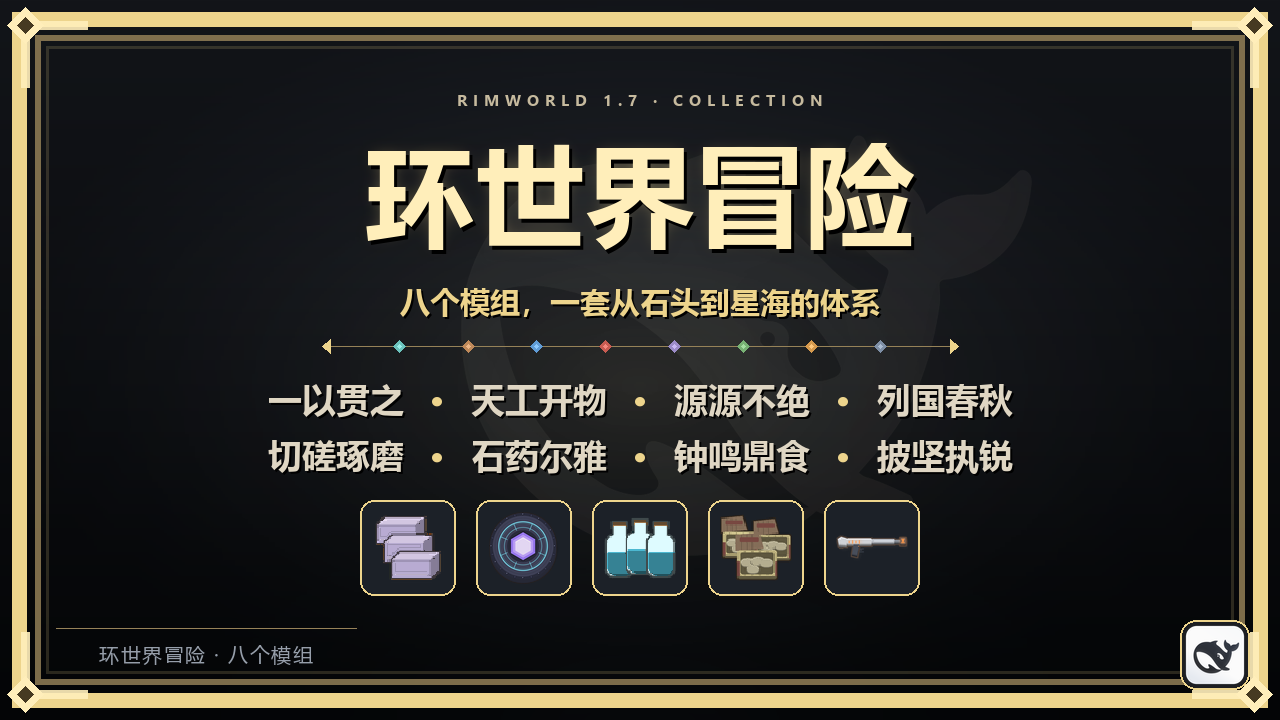 RIMWORLD 1.7 · COLLECTION
环世界冒险
八个模组，一套从石头到星海的体系
一以贯之 • 天工开物 • 源源不绝 • 列国春秋
切磋琢磨 • 石药尔雅 • 钟鸣鼎食 • 披坚执锐
环世界冒险 · 八个模组